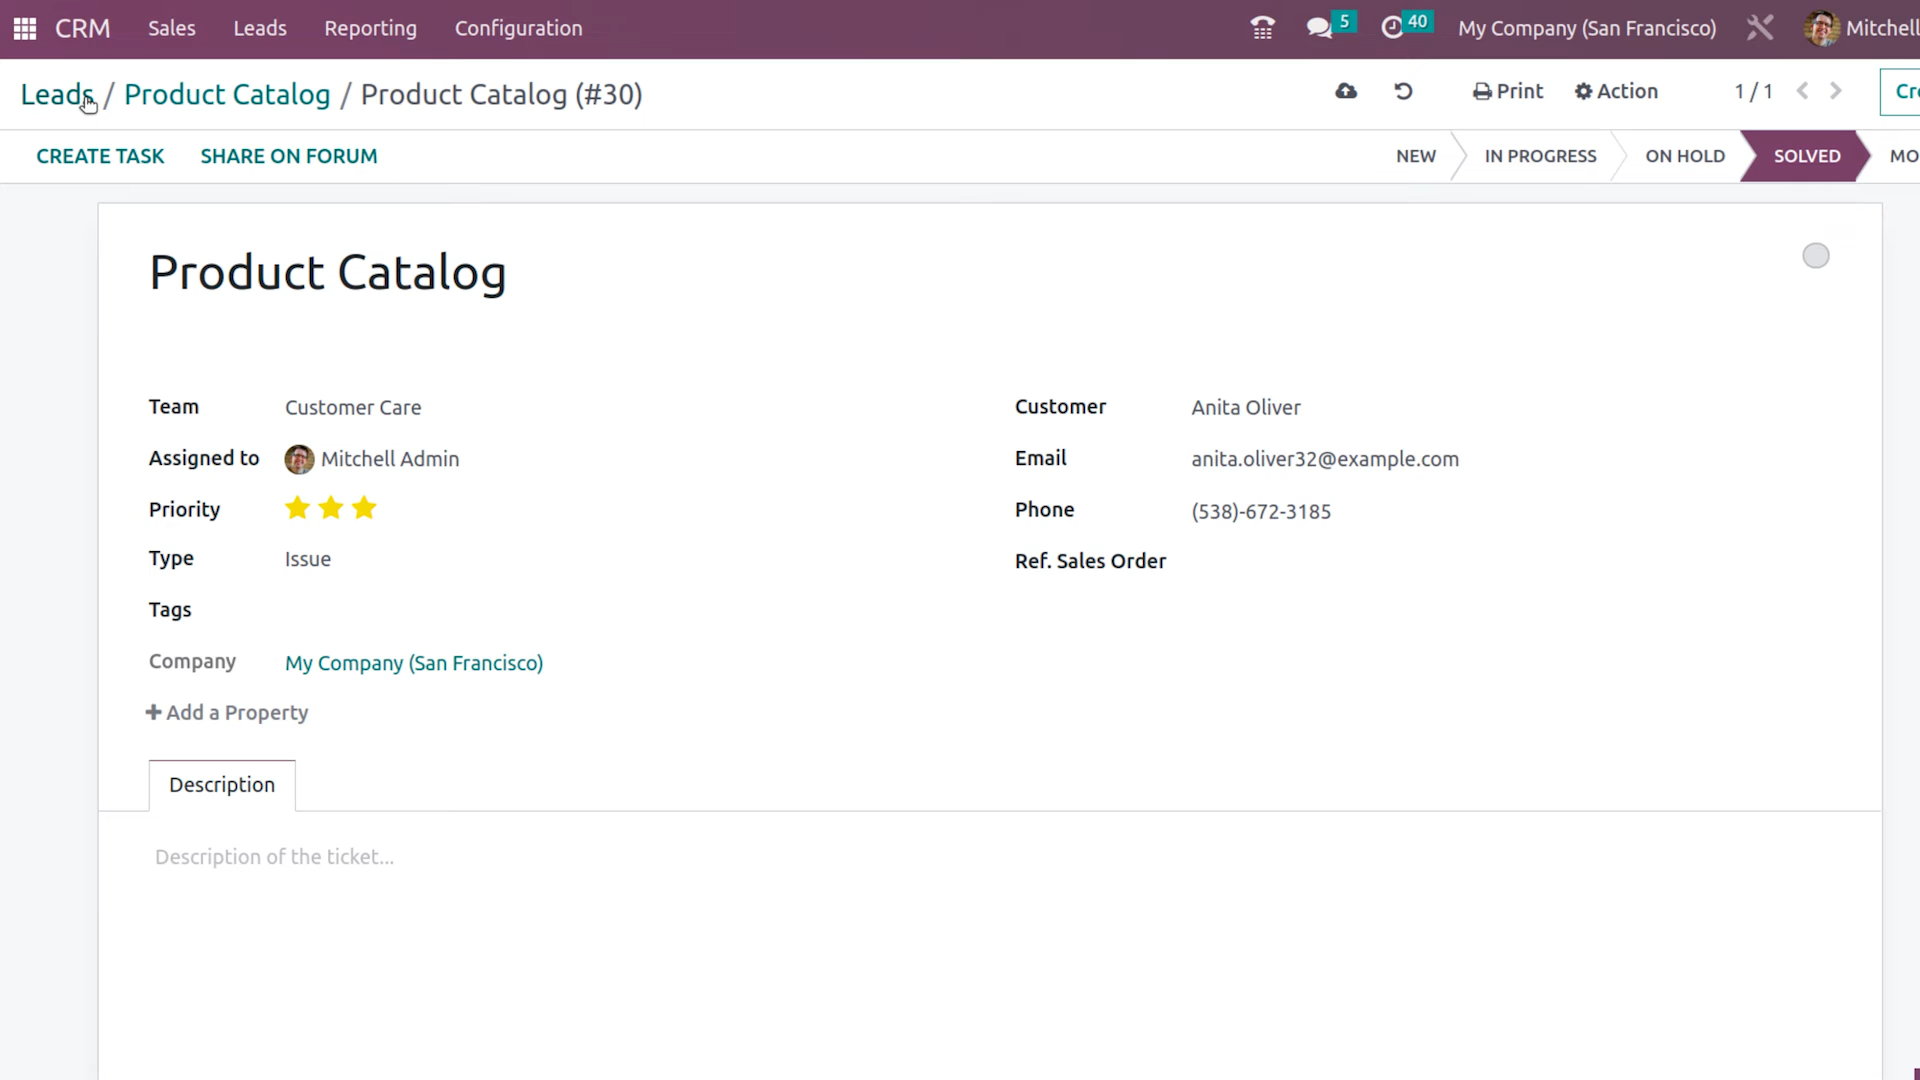 CRM Sales Leads Reporting Configuration 5 40 My Company (San Francisco) Mitchell
Leads / Product Catalog / Product Catalog (#30) Print Action 1 / 1
CREATE TASK SHARE ON FORUM NEW IN PROGRESS ON HOLD SOLVED
Product Catalog
Team Customer Care Customer Anita Oliver
Assigned to Mitchell Admin Email anita.oliver32@example.com
Priority Phone (538)-672-3185
Type Issue Ref. Sales Order
Tags
Company My Company (San Francisco)
Add a Property
Description
Description of the ticket...